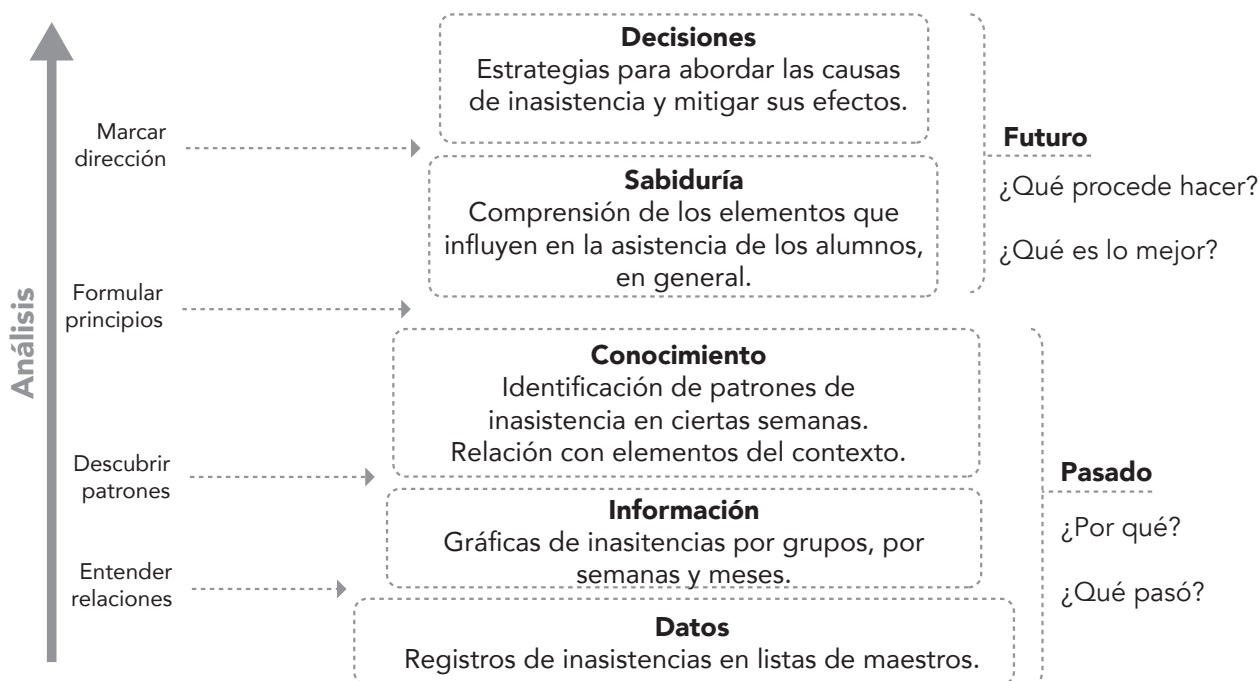 Decisiones
Estrategias para abordar las causas
de inasistencia y mitigar sus efectos.
Marcar
dirección
Futuro
¿Qué procede hacer?
¿Qué es lo mejor?
Sabiduría
Comprensión de los elementos que
influyen en la asistencia de los alumnos,
en general.
Análisis
Formular
principios
Conocimiento
Identificación de patrones de
inasistencia en ciertas semanas.
Relación con elementos del contexto.
Descubrir
patrones
Pasado
¿Por qué?
¿Qué pasó?
Información
Gráficas de inasitencias por grupos, por
semanas y meses.
Entender
relaciones
Datos
Registros de inasistencias en listas de maestros.